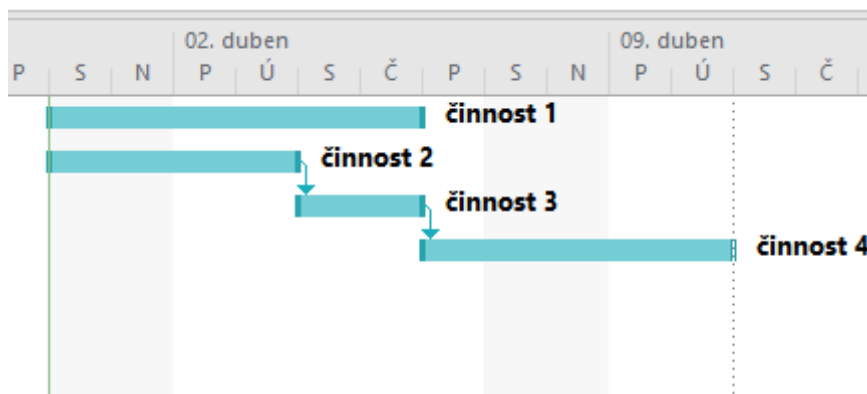 02. duben 09. duben
P S N P Ú S Č P S N P Ú S Č
činnost 1
činnost 2
činnost 3
činnost 4